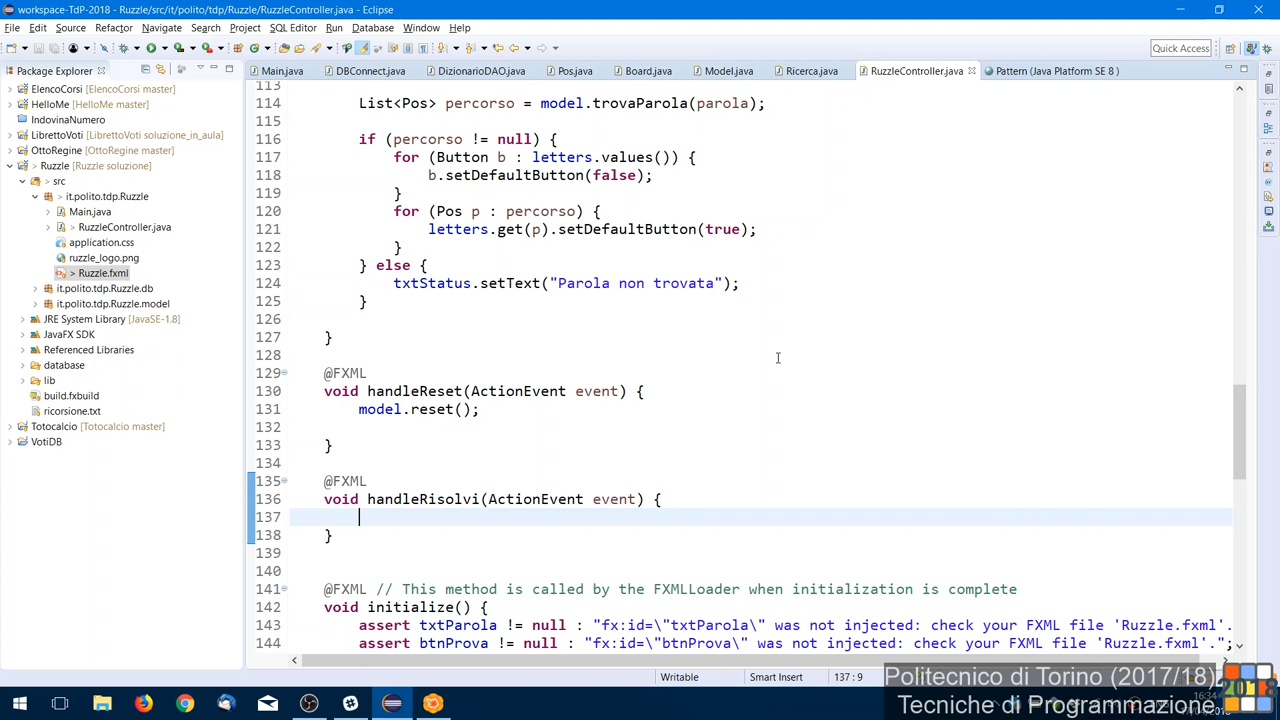 workspace-TdP-2018 - Ruzzle/src/it/polito/tdp/Ruzzle/RuzzleController.java - Eclipse
File Edit Source Refactor Navigate Search Project SQL Editor Run Database Window Help
Quick Access
Package Explorer
Main.java DBConnect.java DizionarioDAO.java Pos.java Board.java Model.java Ricerca.java RuzzleController.java Pattern (Java Platform SE 8 )
ElencoCorsi [ElencoCorsi master]
HelloMe [HelloMe master]
IndovinaNumero
LibrettoVoti [LibrettoVoti soluzione_in_aula]
OttoRegine [OttoRegine master]
> Ruzzle [Ruzzle soluzione]
> src
> it.polito.tdp.Ruzzle
Main.java
> RuzzleController.java
application.css
ruzzle_logo.png
> Ruzzle.fxml
it.polito.tdp.Ruzzle.db
it.polito.tdp.Ruzzle.model
JRE System Library [JavaSE-1.8]
JavaFX SDK
Referenced Libraries
database
lib
build.fxbuild
ricorsione.txt
Totocalcio [Totocalcio master]
VotiDB
113
114 List<Pos> percorso = model.trovaParola(parola);
115
116 if (percorso != null) {
117 for (Button b : letters.values()) {
118 b.setDefaultButton(false);
119 }
120 for (Pos p : percorso) {
121 letters.get(p).setDefaultButton(true);
122 }
123 } else {
124 txtStatus.setText("Parola non trovata");
125 }
126
127 }
128
129 @FXML
130 void handleReset(ActionEvent event) {
131 model.reset();
132
133 }
134
135 @FXML
136 void handleRisolvi(ActionEvent event) {
137
138 }
139
140
141 @FXML // This method is called by the FXMLLoader when initialization is complete
142 void initialize() {
143 assert txtParola != null : "fx:id=\"txtParola\" was not injected: check your FXML file 'Ruzzle.fxml'.
144 assert btnProva != null : "fx:id=\"btnProva\" was not injected: check your FXML file 'Ruzzle.fxml'.";
Writable Smart Insert 137 : 9
Politecnico di Torino (2017/18)
Tecniche di Programmazione
2018
16:34